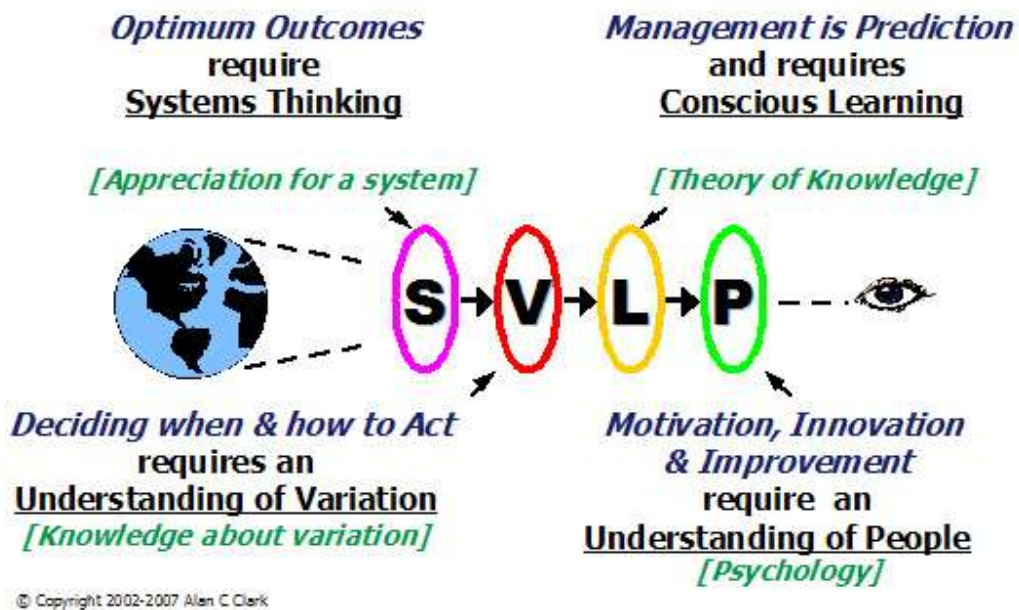 Optimum Outcomes
require
Systems Thinking
[Appreciation for a system]
Management is Prediction
and requires
Conscious Learning
[Theory of Knowledge]
S V L P
Deciding when & how to Act
requires an
Understanding of Variation
[Knowledge about variation]
Motivation, Innovation
& Improvement
require an
Understanding of People
[Psychology]
© Copyright 2002-2007 Alan C Clark